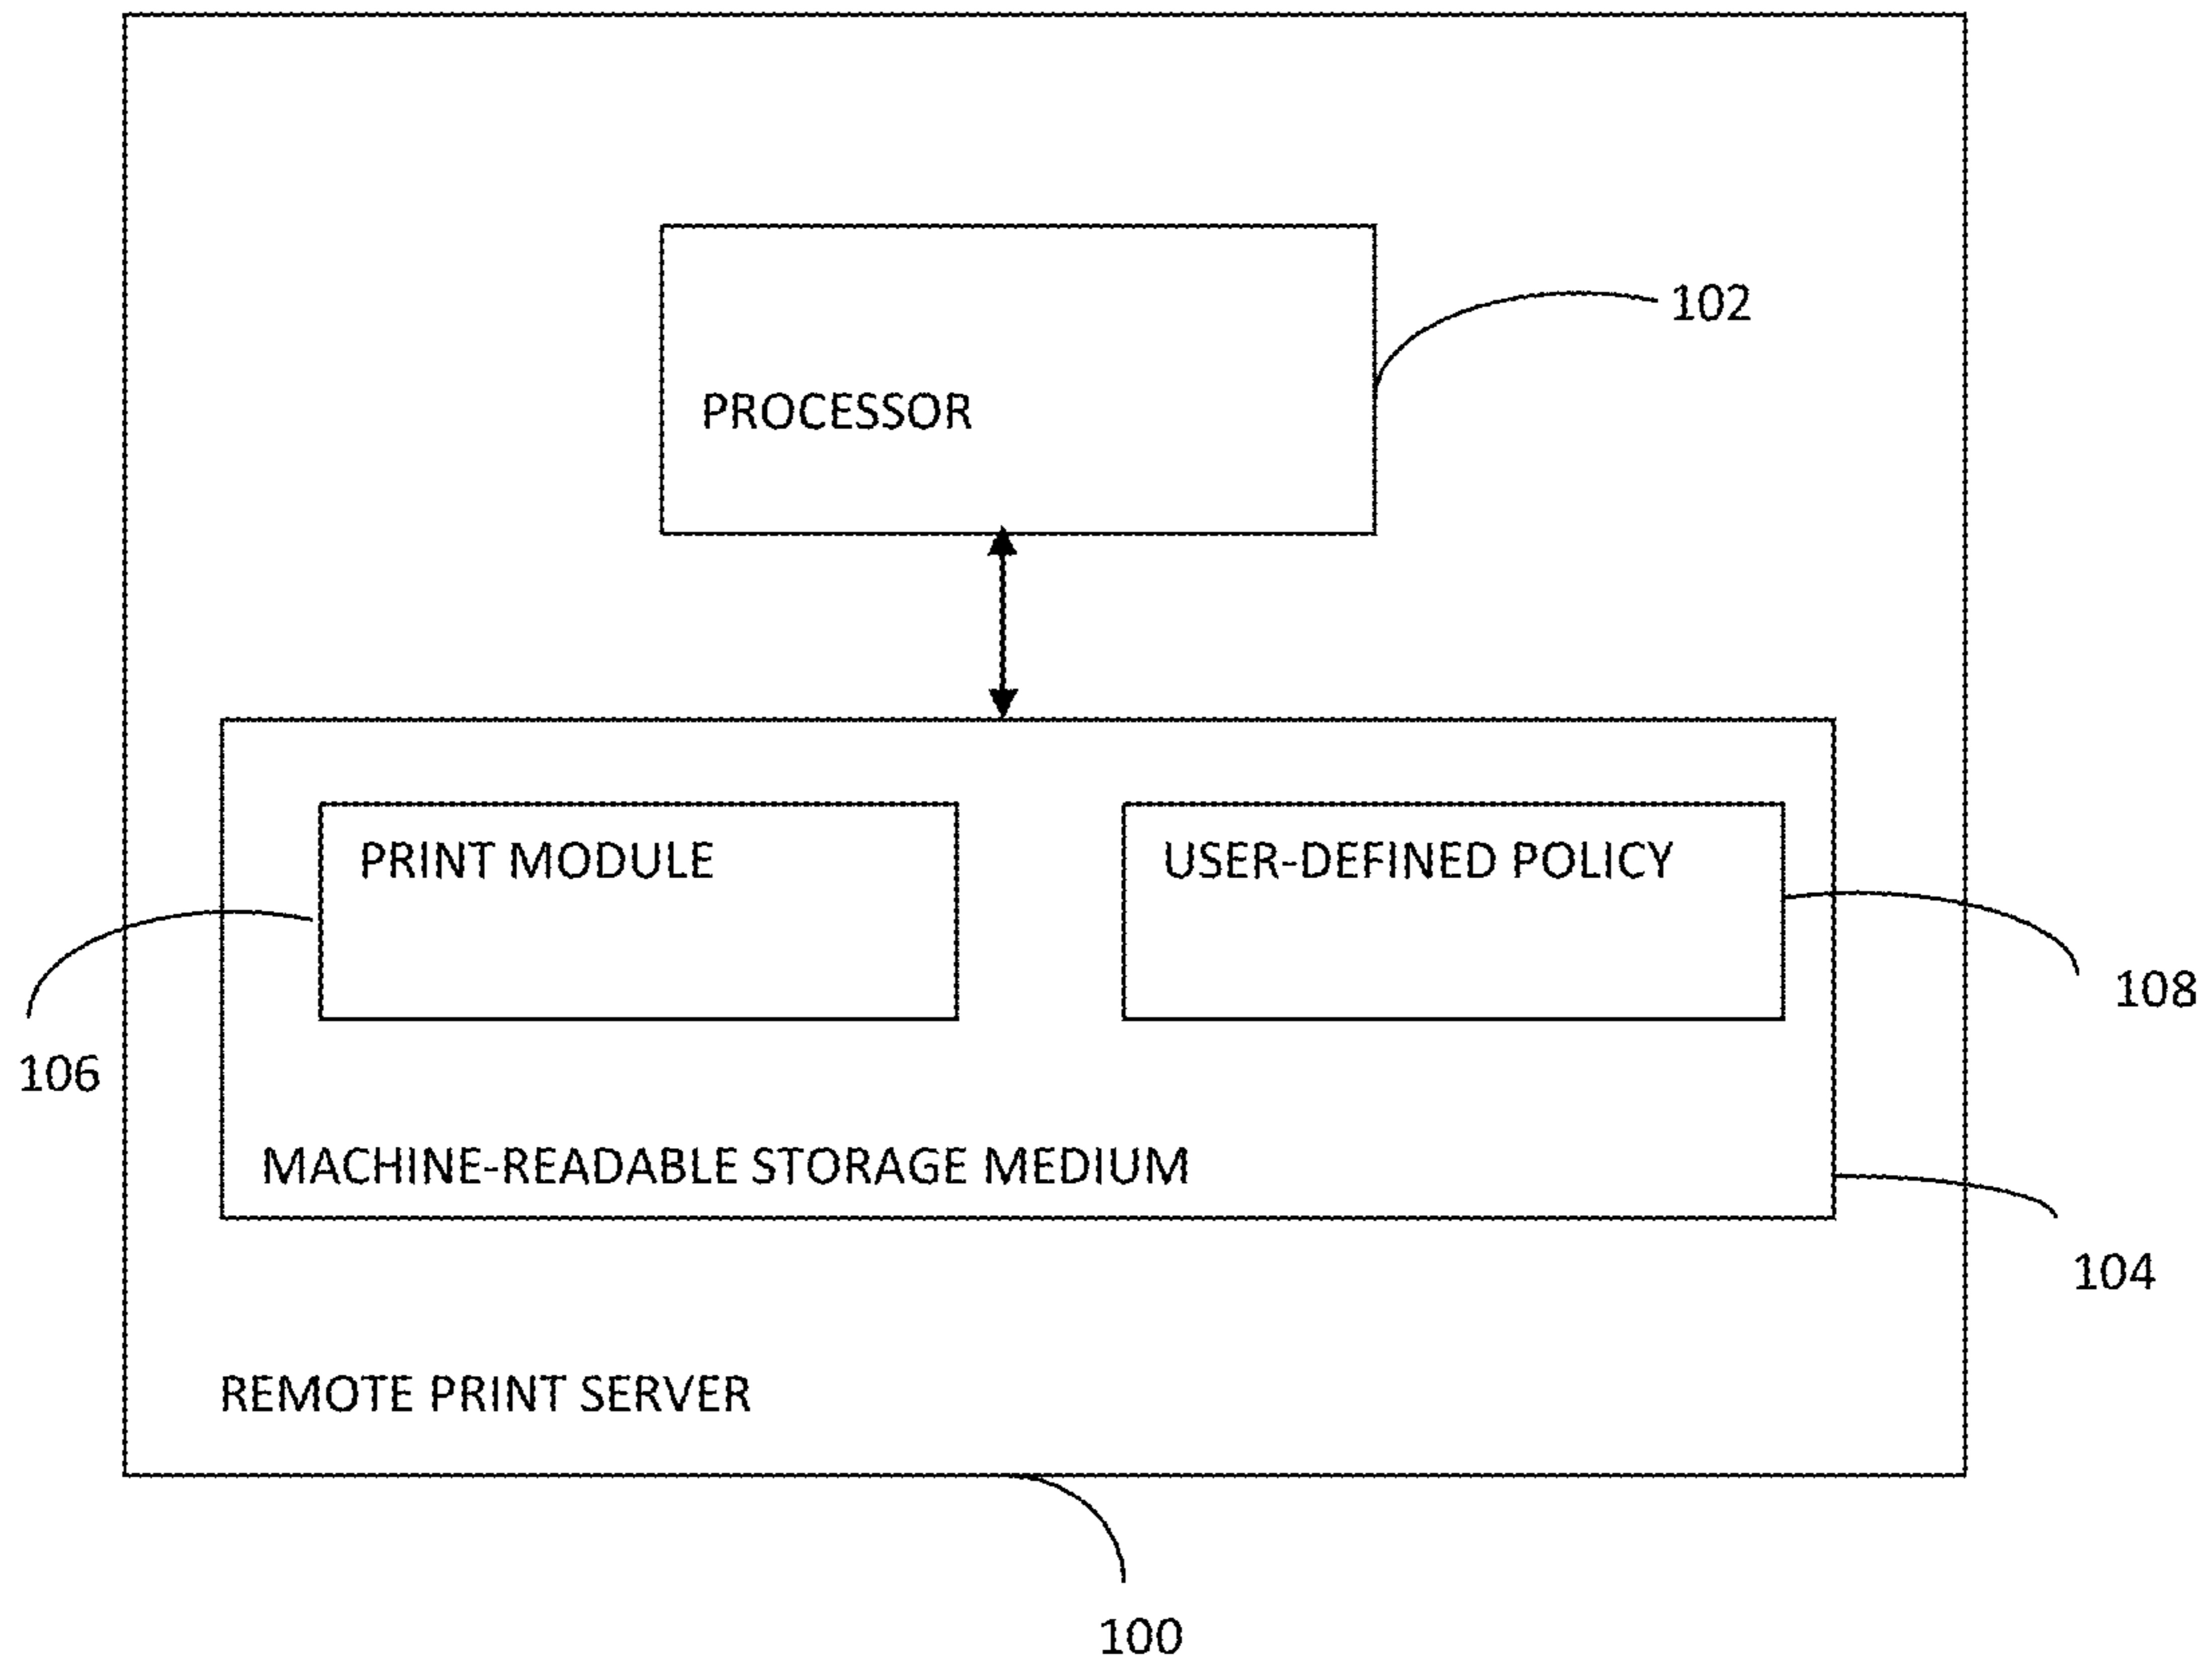 102
PROCESSOR
PRINT MODULE
USER-DEFINED POLICY
108
106
MACHINE-READABLE STORAGE MEDIUM
104
REMOTE PRINT SERVER
100